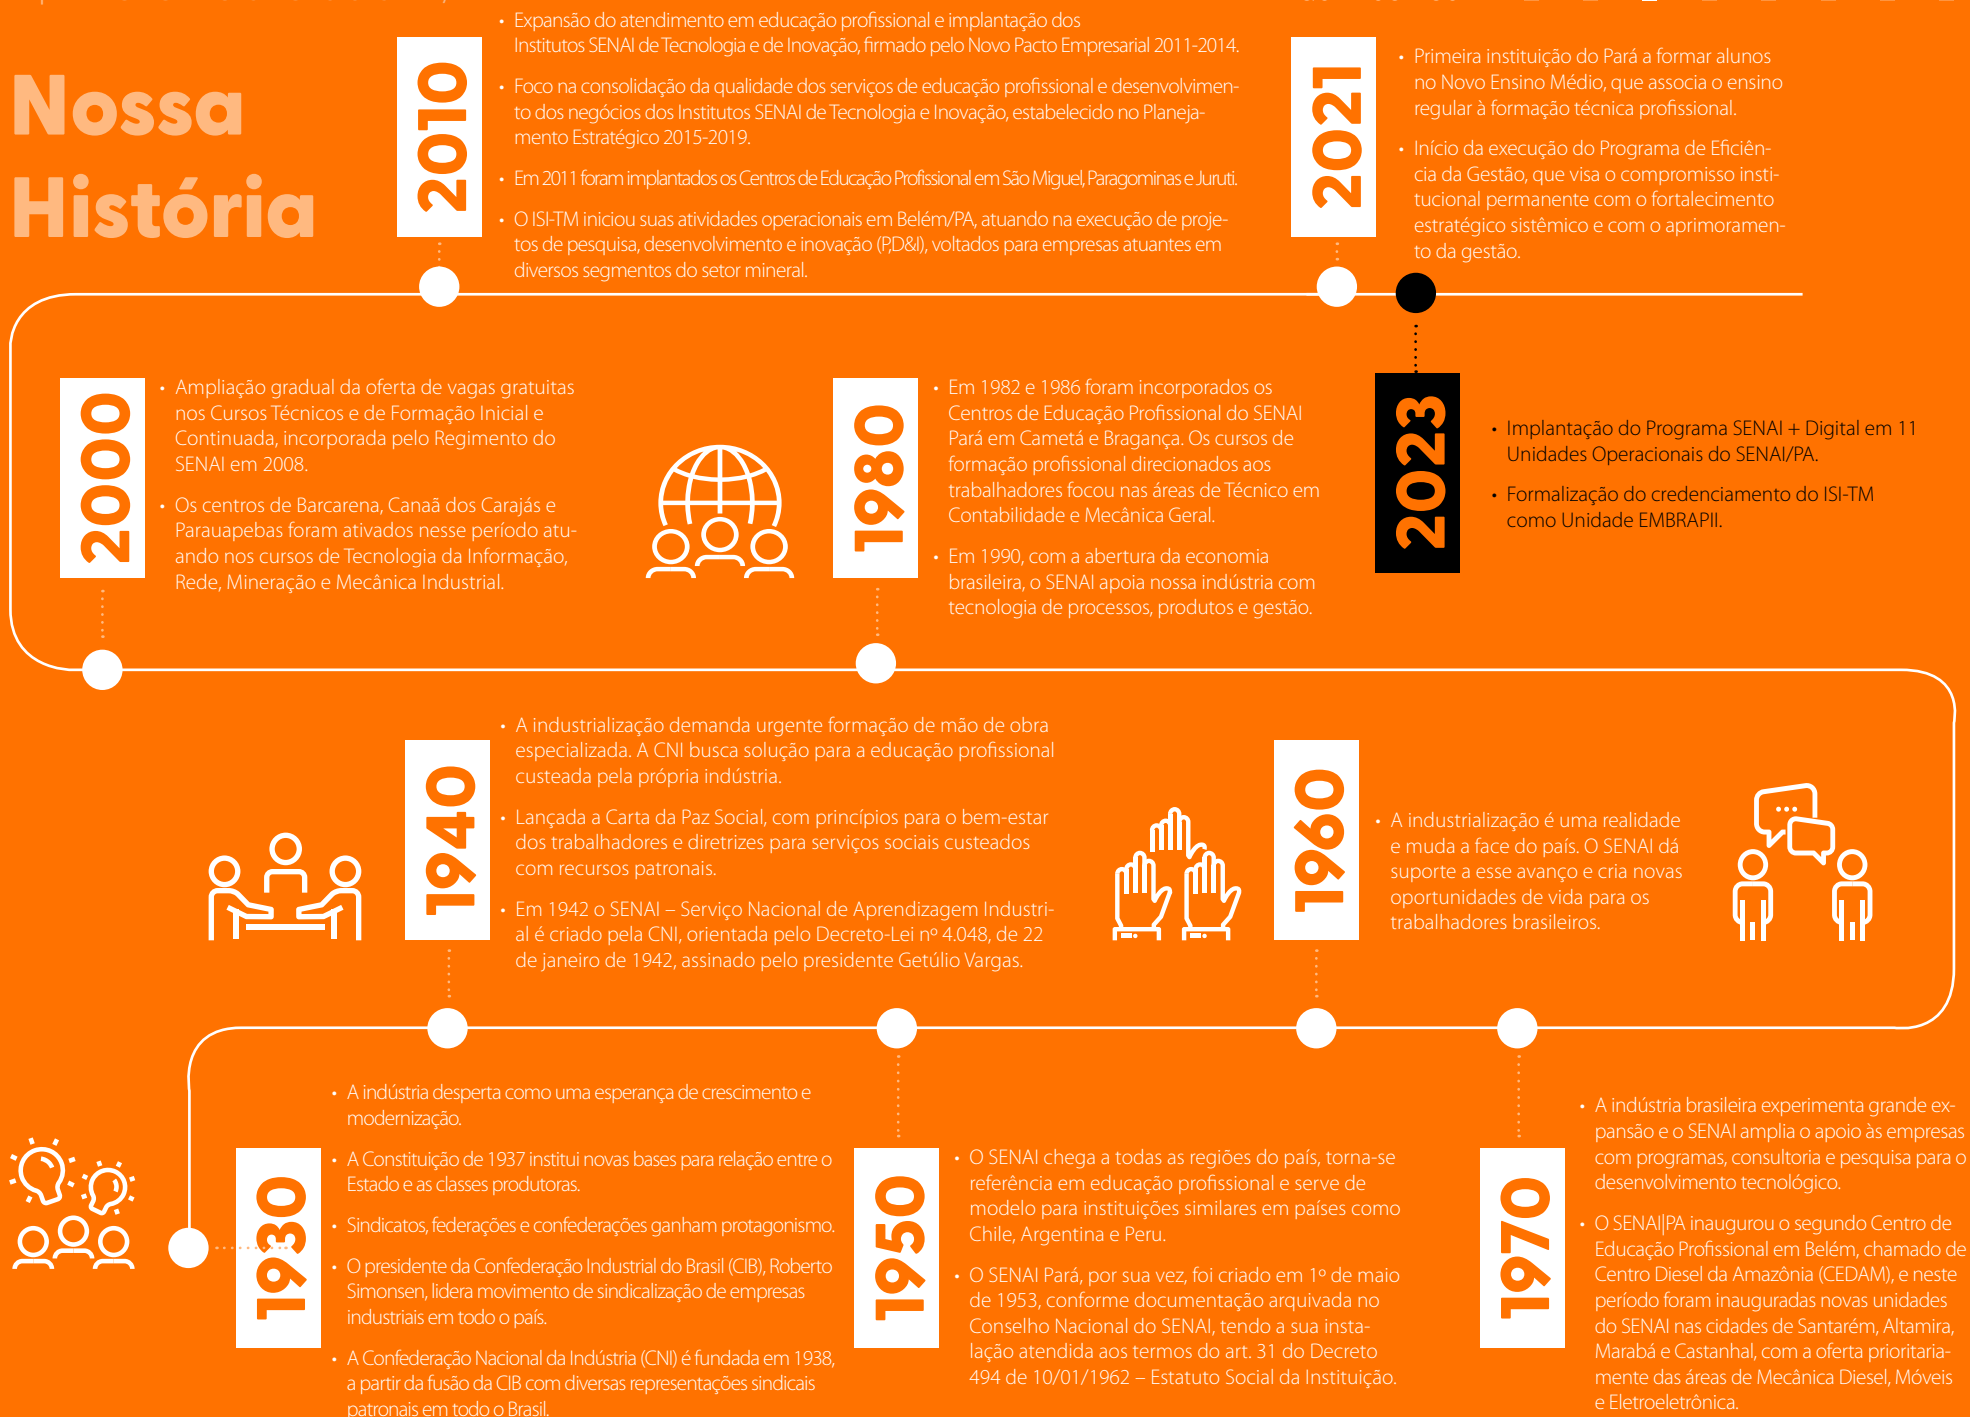 Nossa
História
2010
• Expansão do atendimento em educação profissional e implantação dos
Institutos SENAI de Tecnologia e de Inovação, firmado pelo Novo Pacto Empresarial 2011-2014.
• Foco na consolidação da qualidade dos serviços de educação profissional e desenvolvimen-
to dos negócios dos Institutos SENAI de Tecnologia e Inovação, estabelecido no Planeja-
mento Estratégico 2015-2019.
• Em 2011 foram implantados os Centros de Educação Profissional em São Miguel, Paragominas e Juruti.
• O ISI-TM iniciou suas atividades operacionais em Belém/PA, atuando na execução de proje-
tos de pesquisa, desenvolvimento e inovação (P,D&I), voltados para empresas atuantes em
diversos segmentos do setor mineral.
2021
• Primeira instituição do Pará a formar alunos
no Novo Ensino Médio, que associa o ensino
regular à formação técnica profissional.
• Início da execução do Programa de Eficiên-
cia da Gestão, que visa o compromisso insti-
tucional permanente com o fortalecimento
estratégico sistêmico e com o aprimoramen-
to da gestão.
2000
• Ampliação gradual da oferta de vagas gratuitas
nos Cursos Técnicos e de Formação Inicial e
Continuada, incorporada pelo Regimento do
SENAI em 2008.
• Os centros de Barcarena, Canaã dos Carajás e
Parauapebas foram ativados nesse período atu-
ando nos cursos de Tecnologia da Informação,
Rede, Mineração e Mecânica Industrial.
1980
• Em 1982 e 1986 foram incorporados os
Centros de Educação Profissional do SENAI
Pará em Cametá e Bragança. Os cursos de
formação profissional direcionados aos
trabalhadores focou nas áreas de Técnico em
Contabilidade e Mecânica Geral.
• Em 1990, com a abertura da economia
brasileira, o SENAI apoia nossa indústria com
tecnologia de processos, produtos e gestão.
2023
• Implantação do Programa SENAI + Digital em 11
Unidades Operacionais do SENAI/PA.
• Formalização do credenciamento do ISI-TM
como Unidade EMBRAPII.
1940
• A industrialização demanda urgente formação de mão de obra
especializada. A CNI busca solução para a educação profissional
custeada pela própria indústria.
• Lançada a Carta da Paz Social, com princípios para o bem-estar
dos trabalhadores e diretrizes para serviços sociais custeados
com recursos patronais.
• Em 1942 o SENAI – Serviço Nacional de Aprendizagem Industri-
al é criado pela CNI, orientada pelo Decreto-Lei nº 4.048, de 22
de janeiro de 1942, assinado pelo presidente Getúlio Vargas.
1960
• A industrialização é uma realidade
e muda a face do país. O SENAI dá
suporte a esse avanço e cria novas
oportunidades de vida para os
trabalhadores brasileiros.
1930
• A indústria desperta como uma esperança de crescimento e
modernização.
• A Constituição de 1937 institui novas bases para relação entre o
Estado e as classes produtoras.
• Sindicatos, federações e confederações ganham protagonismo.
• O presidente da Confederação Industrial do Brasil (CIB), Roberto
Simonsen, lidera movimento de sindicalização de empresas
industriais em todo o país.
• A Confederação Nacional da Indústria (CNI) é fundada em 1938,
a partir da fusão da CIB com diversas representações sindicais
patronais em todo o Brasil.
1950
• O SENAI chega a todas as regiões do país, torna-se
referência em educação profissional e serve de
modelo para instituições similares em países como
Chile, Argentina e Peru.
• O SENAI Pará, por sua vez, foi criado em 1º de maio
de 1953, conforme documentação arquivada no
Conselho Nacional do SENAI, tendo a sua insta-
lação atendida aos termos do art. 31 do Decreto
494 de 10/01/1962 – Estatuto Social da Instituição.
1970
• A indústria brasileira experimenta grande ex-
pansão e o SENAI amplia o apoio às empresas
com programas, consultoria e pesquisa para o
desenvolvimento tecnológico.
• O SENAI|PA inaugurou o segundo Centro de
Educação Profissional em Belém, chamado de
Centro Diesel da Amazônia (CEDAM), e neste
período foram inauguradas novas unidades
do SENAI nas cidades de Santarém, Altamira,
Marabá e Castanhal, com a oferta prioritaria-
mente das áreas de Mecânica Diesel, Móveis
e Eletroeletrônica.